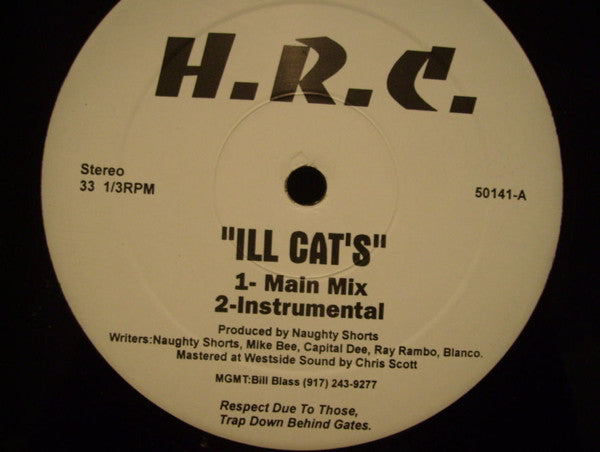 H.R.C.
Stereo
33 1/3RPM
50141-A
"ILL CAT'S"
1- Main Mix
2-Instrumental
Produced by Naughty Shorts
Writers:Naughty Shorts, Mike Bee, Capital Dee, Ray Rambo, Blanco.
Mastered at Westside Sound by Chris Scott
MGMT:Bill Blass (917) 243-9277
Respect Due To Those,
Trap Down Behind Gates.